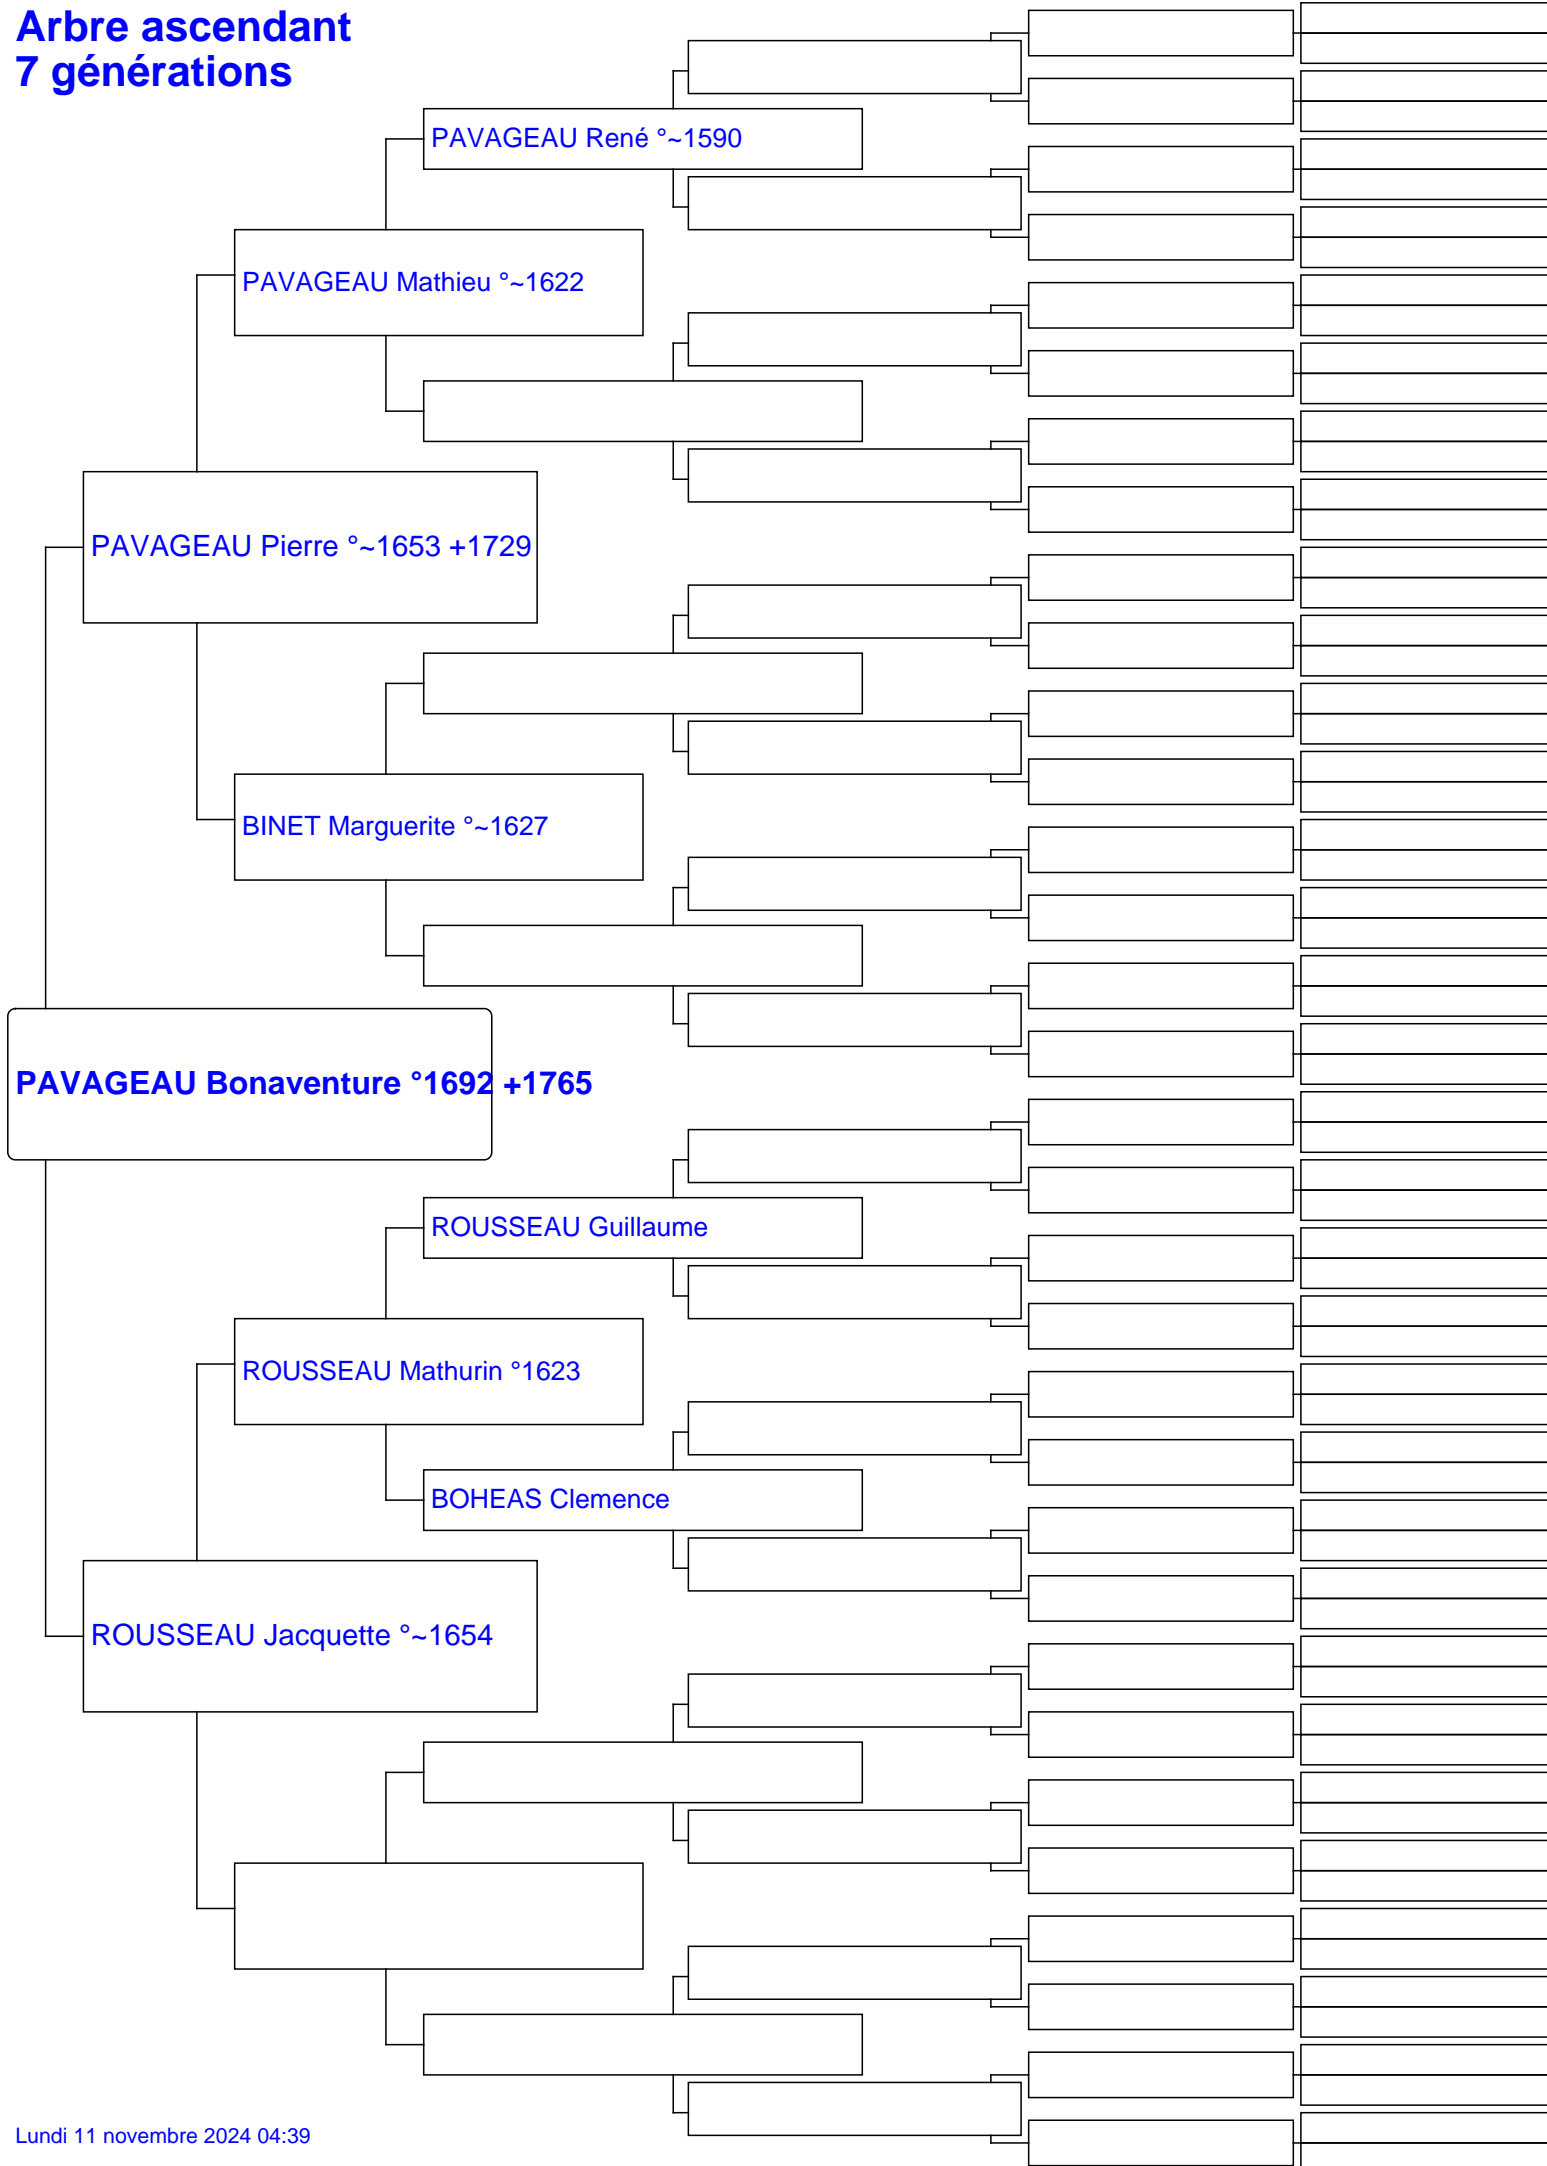 Arbre ascendant
7 générations
PAVAGEAU René °~1590
PAVAGEAU Mathieu °~1622
PAVAGEAU Pierre °~1653 +1729
BINET Marguerite °~1627
PAVAGEAU Bonaventure °1692 +1765
ROUSSEAU Guillaume
ROUSSEAU Mathurin °1623
BOHEAS Clemence
ROUSSEAU Jacquette °~1654
Lundi 11 novembre 2024 04:39